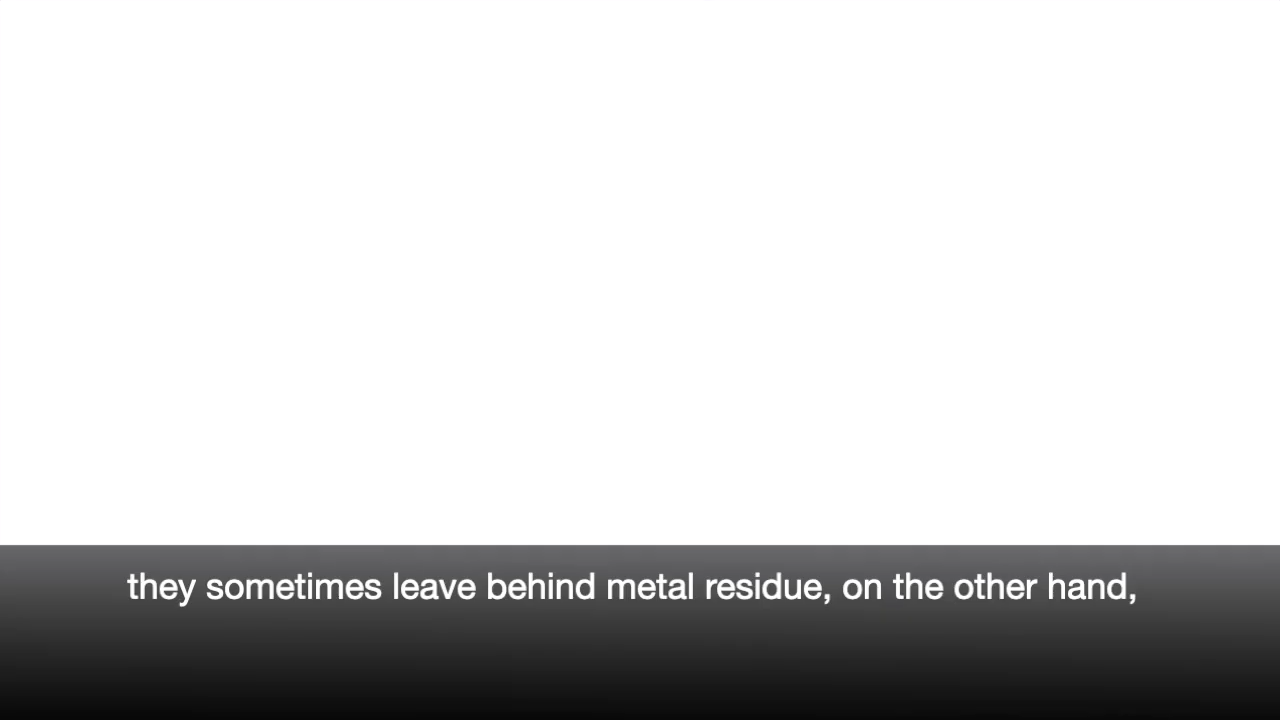 they sometimes leave behind metal residue, on the other hand,